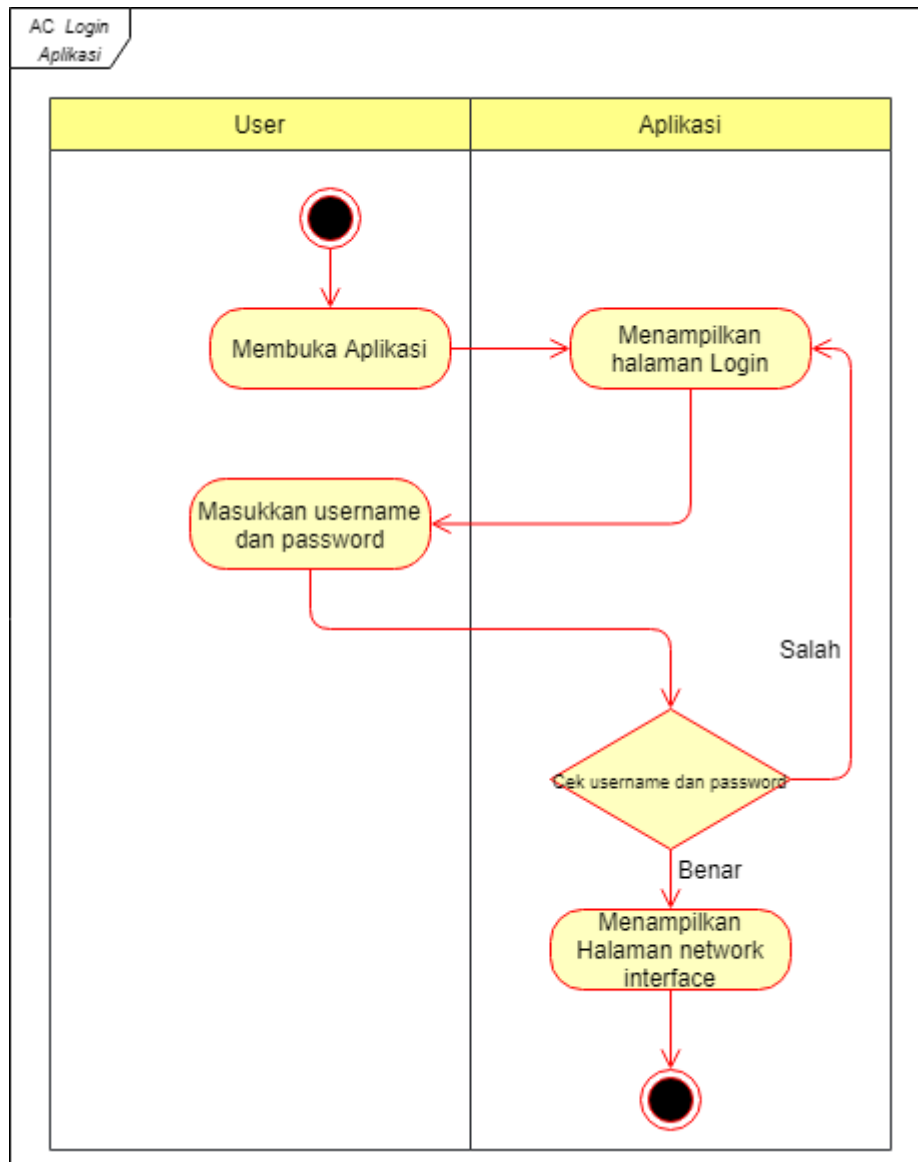 AC Login
Aplikasi
User
Aplikasi
Membuka Aplikasi
Menampilkan
halaman Login
Masukkan username
dan password
Salah
Cek username dan password
Benar
Menampilkan
Halaman network
interface